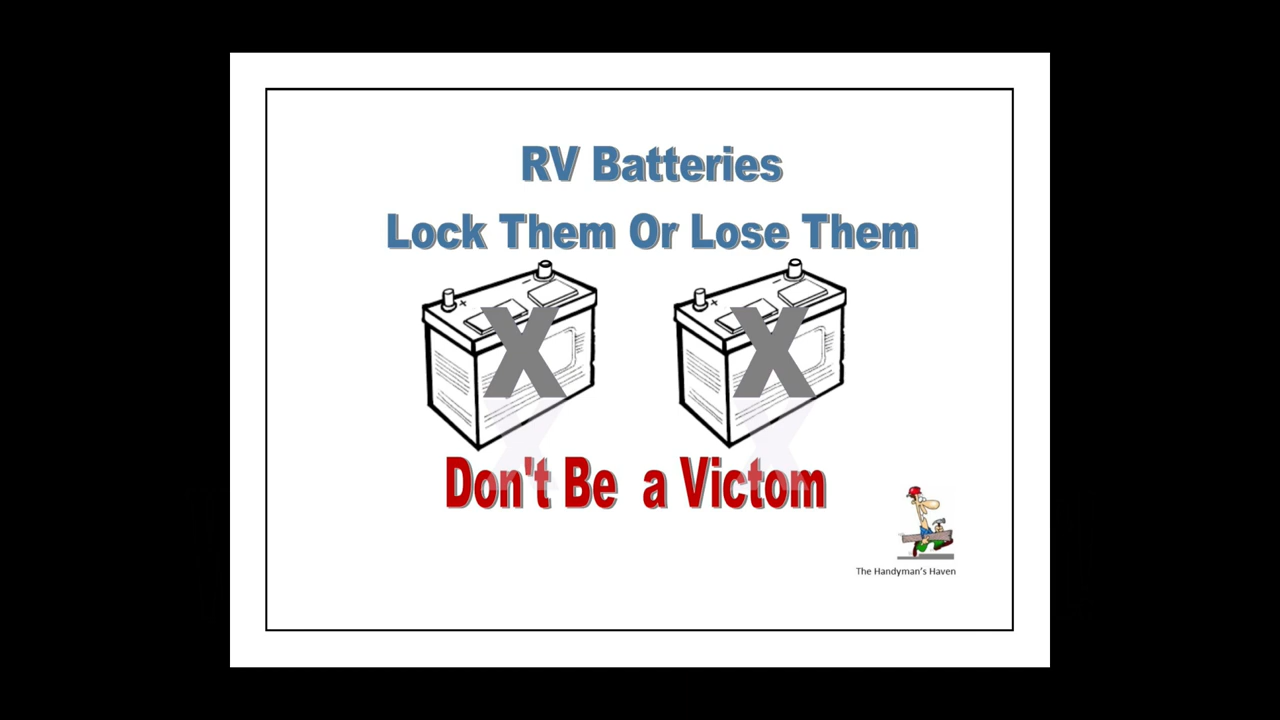 RV Batteries
Lock Them Or Lose Them
+ -
+ -
X X
Don't Be a Victom
The Handyman's Haven